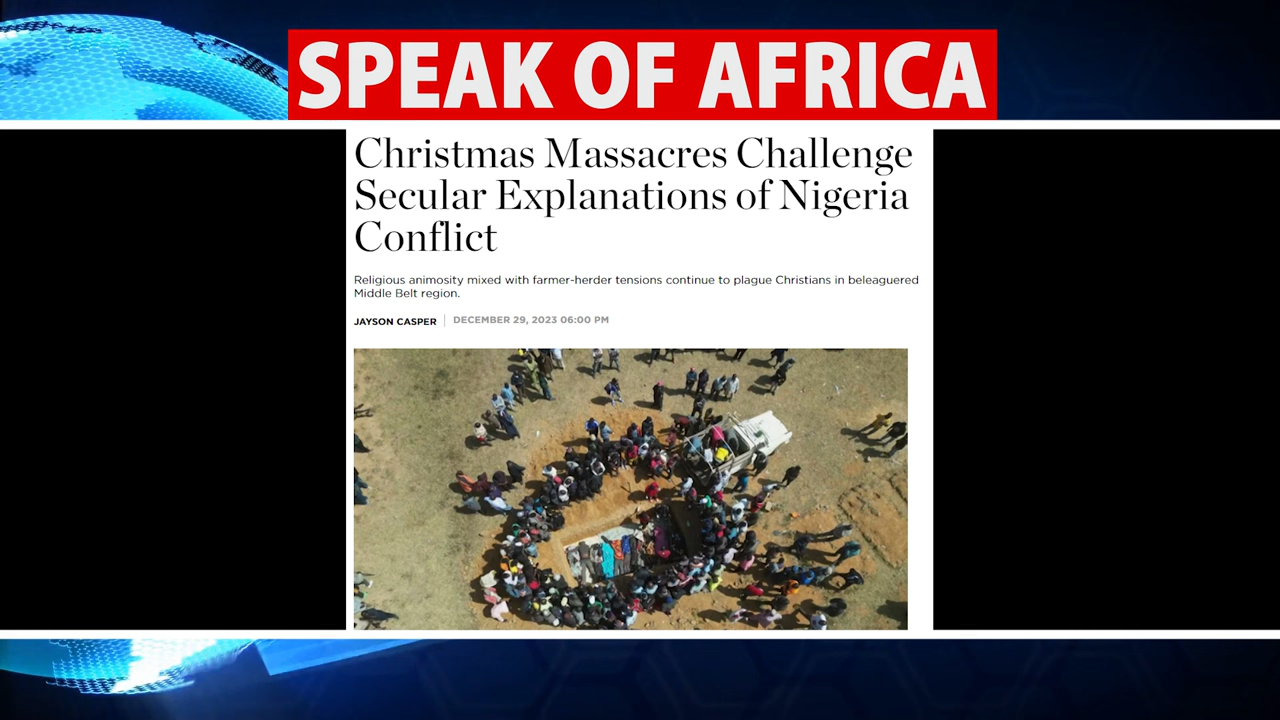 SPEAK OF AFRICA
Christmas Massacres Challenge
Secular Explanations of Nigeria
Conflict
Religious animosity mixed with farmer-herder tensions continue to plague Christians in beleaguered
Middle Belt region.
JAYSON CASPER | DECEMBER 29, 2023 06:00 PM